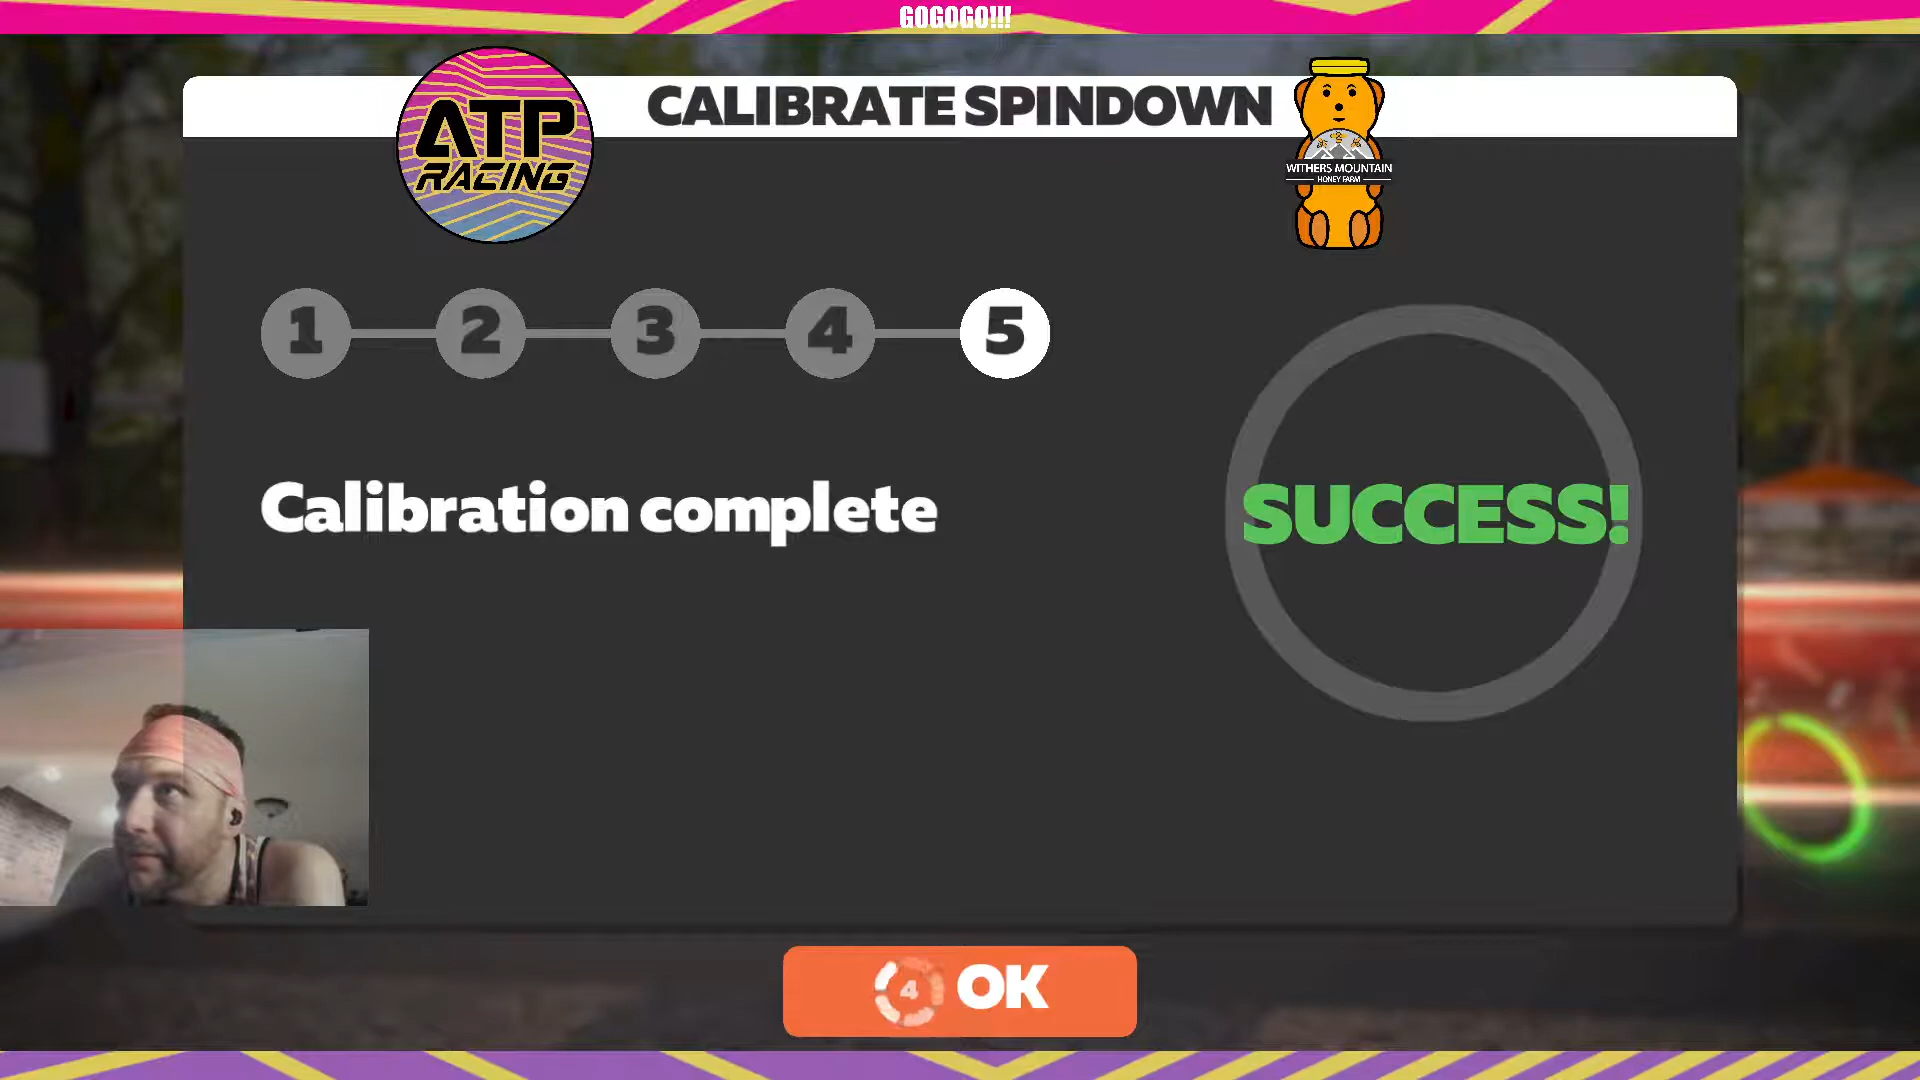 GOGOGO!!!
ATP
RACING
CALIBRATE SPINDOWN
WITHERS MOUNTAIN
HONEY FARM
1
2
3
4
5
Calibration complete
SUCCESS!
4
OK